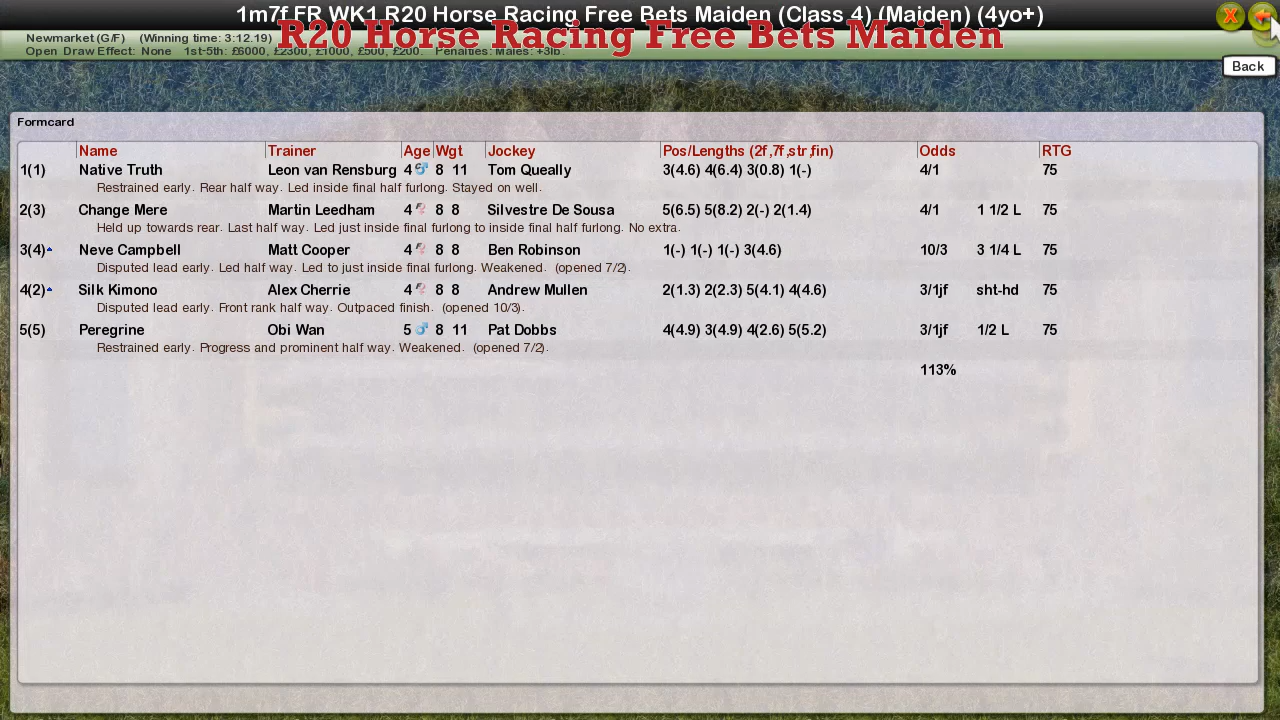 1m7f FR WK1 R20 Horse Racing Free Bets Maiden (Class 4) (Maiden) (4yo+)
R20 Horse Racing Free Bets Maiden
Newmarket (G/F) (Winning time: 3:12.19)
Open Draw Effect: None 1st-5th: £6000, £2300, £1000, £500, £200. Penalties: Males: +3lb.
X
Back
Formcard
Name Trainer Age Wgt Jockey Pos/Lengths (2f,7f,str,fin) Odds RTG
1(1) Native Truth Leon van Rensburg 4 8 11 Tom Queally 3(4.6) 4(6.4) 3(0.8) 1(-) 4/1 75
Restrained early. Rear half way. Led inside final half furlong. Stayed on well.
2(3) Change Mere Martin Leedham 4 8 8 Silvestre De Sousa 5(6.5) 5(8.2) 2(-) 2(1.4) 4/1 1 1/2 L 75
Held up towards rear. Last half way. Led just inside final furlong to inside final half furlong. No extra.
3(4) Neve Campbell Matt Cooper 4 8 8 Ben Robinson 1(-) 1(-) 1(-) 3(4.6) 10/3 3 1/4 L 75
Disputed lead early. Led half way. Led to just inside final furlong. Weakened. (opened 7/2).
4(2) Silk Kimono Alex Cherrie 4 8 8 Andrew Mullen 2(1.3) 2(2.3) 5(4.1) 4(4.6) 3/1jf sht-hd 75
Disputed lead early. Front rank half way. Outpaced finish. (opened 10/3).
5(5) Peregrine Obi Wan 5 8 11 Pat Dobbs 4(4.9) 3(4.9) 4(2.6) 5(5.2) 3/1jf 1/2 L 75
Restrained early. Progress and prominent half way. Weakened. (opened 7/2).
113%